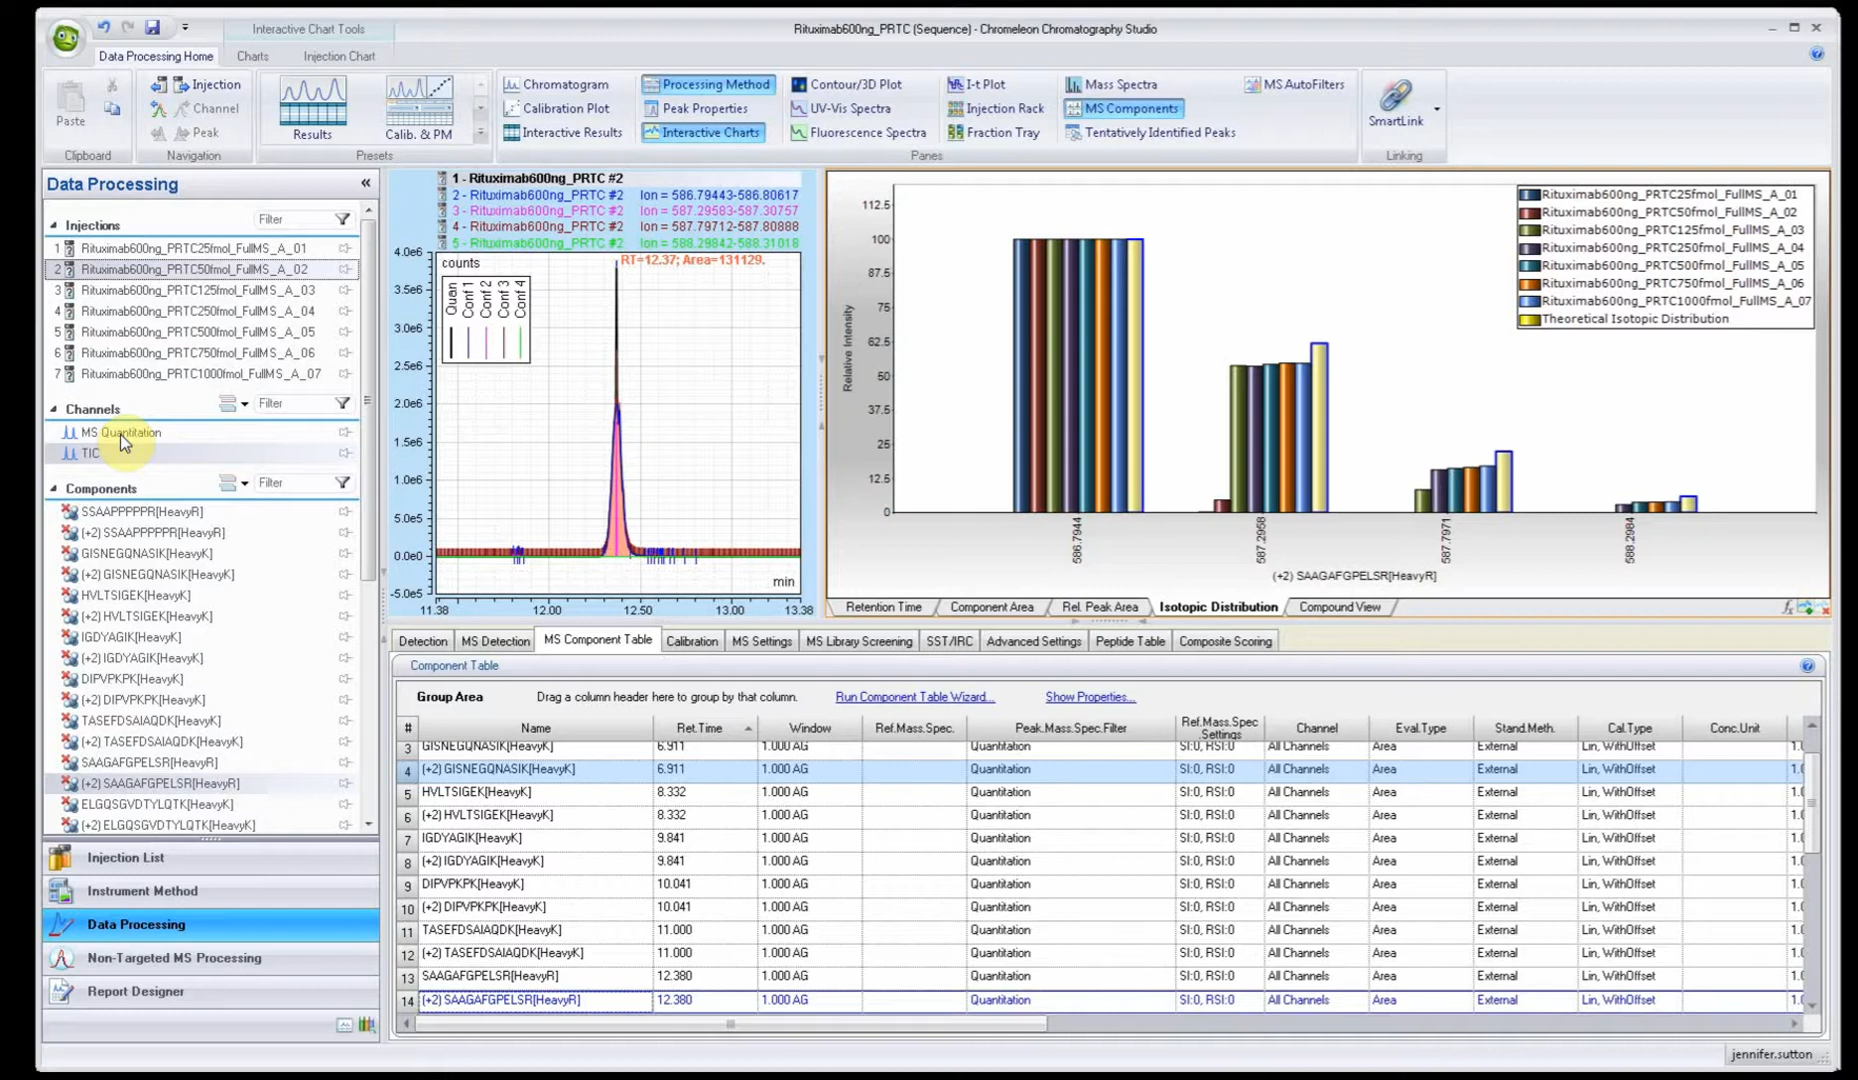 Interactive Chart Tools
Rituximab600ng_PRTC (Sequence) - Chromeleon Chromatography Studio
Data Processing Home
Charts
Injection Chart
Paste
Clipboard
Injection
Channel
Peak
Navigation
Results
Calib. & PM
Presets
Chromatogram
Calibration Plot
Interactive Results
Processing Method
Peak Properties
Interactive Charts
Contour/3D Plot
UV-Vis Spectra
Fluorescence Spectra
I-t Plot
Injection Rack
Fraction Tray
Mass Spectra
MS Components
Tentatively Identified Peaks
MS AutoFilters
Panes
SmartLink
Linking
Data Processing
Injections
Filter
1 Rituximab600ng_PRTC25fmol_FullMS_A_01
2 Rituximab600ng_PRTC50fmol_FullMS_A_02
3 Rituximab600ng_PRTC125fmol_FullMS_A_03
4 Rituximab600ng_PRTC250fmol_FullMS_A_04
5 Rituximab600ng_PRTC500fmol_FullMS_A_05
6 Rituximab600ng_PRTC750fmol_FullMS_A_06
7 Rituximab600ng_PRTC1000fmol_FullMS_A_07
Channels
Filter
MS Quantitation
TIC
Components
Filter
SSAAPPPPPR[HeavyR]
(+2) SSAAPPPPPR[HeavyR]
GISNEGQNASIK[HeavyK]
(+2) GISNEGQNASIK[HeavyK]
HVLTSIGEK[HeavyK]
(+2) HVLTSIGEK[HeavyK]
IGDYAGIK[HeavyK]
(+2) IGDYAGIK[HeavyK]
DIPVPKPK[HeavyK]
(+2) DIPVPKPK[HeavyK]
TASEFDSAIAQDK[HeavyK]
(+2) TASEFDSAIAQDK[HeavyK]
SAAGAFGPELSR[HeavyR]
(+2) SAAGAFGPELSR[HeavyR]
ELGQSGVDTYLQTK[HeavyK]
(+2) ELGQSGVDTYLQTK[HeavyK]
Injection List
Instrument Method
Data Processing
Non-Targeted MS Processing
Report Designer
1 - Rituximab600ng_PRTC #2
2 - Rituximab600ng_PRTC #2 Ion = 586.79443-586.80617
3 - Rituximab600ng_PRTC #2 Ion = 587.29583-587.30757
4 - Rituximab600ng_PRTC #2 Ion = 587.79712-587.80888
5 - Rituximab600ng_PRTC #2 Ion = 588.29842-588.31018
counts
RT=12.37; Area=131129.
Quan
Conf 1
Conf 2
Conf 3
Conf 4
4.0e6
3.5e6
3.0e6
2.5e6
2.0e6
1.5e6
1.0e6
5.0e5
0.0e0
-5.0e5
min
11.38 12.00 12.50 13.00 13.38
Rituximab600ng_PRTC25fmol_FullMS_A_01
Rituximab600ng_PRTC50fmol_FullMS_A_02
Rituximab600ng_PRTC125fmol_FullMS_A_03
Rituximab600ng_PRTC250fmol_FullMS_A_04
Rituximab600ng_PRTC500fmol_FullMS_A_05
Rituximab600ng_PRTC750fmol_FullMS_A_06
Rituximab600ng_PRTC1000fmol_FullMS_A_07
Theoretical Isotopic Distribution
Relative Intensity
112.5
100
87.5
75
62.5
50
37.5
25
12.5
0
586.7944
587.2958
587.7971
588.2984
(+2) SAAGAFGPELSR[HeavyR]
Retention Time Component Area Rel. Peak Area Isotopic Distribution Compound View
Detection MS Detection MS Component Table Calibration MS Settings MS Library Screening SST/IRC Advanced Settings Peptide Table Composite Scoring
Component Table
Group Area Drag a column header here to group by that column. Run Component Table Wizard... Show Properties...
# Name Ret.Time Window Ref.Mass.Spec. Peak.Mass.Spec.Filter Ref.Mass.Spec.Settings Channel Eval.Type Stand.Meth. Cal.Type Conc.Unit
3 GISNEGQNASIK[HeavyK] 6.911 1.000 AG Quantitation SI:0, RSI:0 All Channels Area External Lin, WithOffset 1.0
4 (+2) GISNEGQNASIK[HeavyK] 6.911 1.000 AG Quantitation SI:0, RSI:0 All Channels Area External Lin, WithOffset 1.0
5 HVLTSIGEK[HeavyK] 8.332 1.000 AG Quantitation SI:0, RSI:0 All Channels Area External Lin, WithOffset 1.0
6 (+2) HVLTSIGEK[HeavyK] 8.332 1.000 AG Quantitation SI:0, RSI:0 All Channels Area External Lin, WithOffset 1.0
7 IGDYAGIK[HeavyK] 9.841 1.000 AG Quantitation SI:0, RSI:0 All Channels Area External Lin, WithOffset 1.0
8 (+2) IGDYAGIK[HeavyK] 9.841 1.000 AG Quantitation SI:0, RSI:0 All Channels Area External Lin, WithOffset 1.0
9 DIPVPKPK[HeavyK] 10.041 1.000 AG Quantitation SI:0, RSI:0 All Channels Area External Lin, WithOffset 1.0
10 (+2) DIPVPKPK[HeavyK] 10.041 1.000 AG Quantitation SI:0, RSI:0 All Channels Area External Lin, WithOffset 1.0
11 TASEFDSAIAQDK[HeavyK] 11.000 1.000 AG Quantitation SI:0, RSI:0 All Channels Area External Lin, WithOffset 1.0
12 (+2) TASEFDSAIAQDK[HeavyK] 11.000 1.000 AG Quantitation SI:0, RSI:0 All Channels Area External Lin, WithOffset 1.0
13 SAAGAFGPELSR[HeavyR] 12.380 1.000 AG Quantitation SI:0, RSI:0 All Channels Area External Lin, WithOffset 1.0
14 (+2) SAAGAFGPELSR[HeavyR] 12.380 1.000 AG Quantitation SI:0, RSI:0 All Channels Area External Lin, WithOffset 1.0
jennifer.sutton